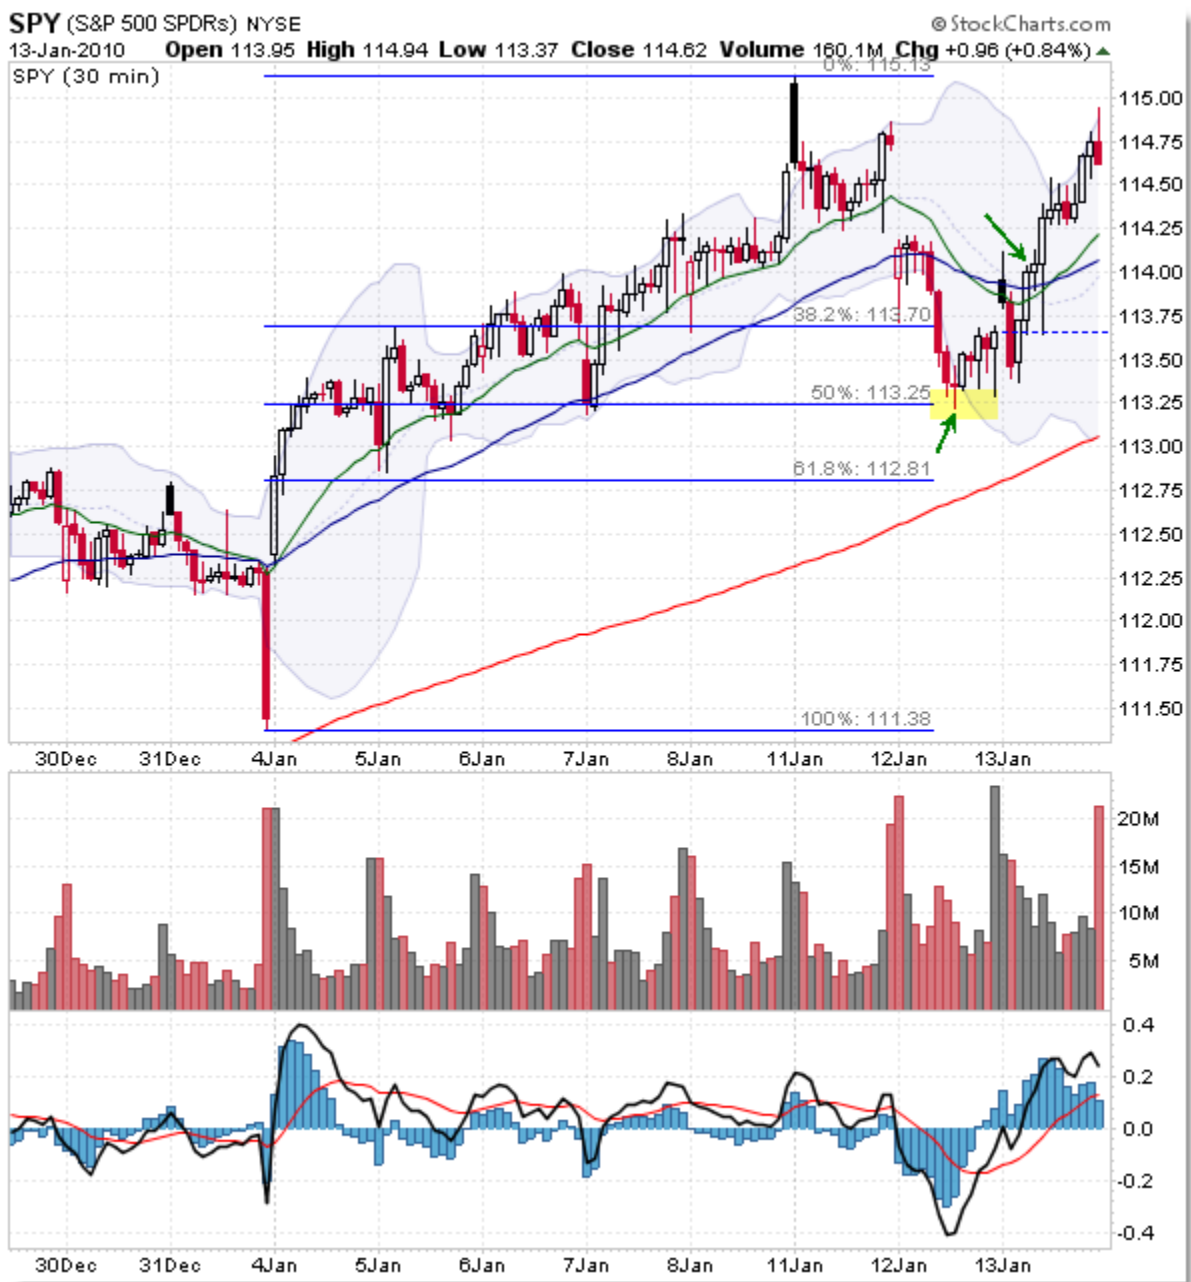 SPY (S&P 500 SPDRs) NYSE © StockCharts.com
13-Jan-2010 Open 113.95 High 114.94 Low 113.37 Close 114.62 Volume 160.1M Chg +0.96 (+0.84%)
SPY (30 min)
0%: 115.13
115.00
114.75
114.50
114.25
114.00
38.2%: 113.70
113.75
113.50
50%: 113.25
113.25
113.00
61.8%: 112.81
112.75
112.50
112.25
112.00
111.75
100%: 111.38
111.50
30Dec 31Dec 4Jan 5Jan 6Jan 7Jan 8Jan 11Jan 12Jan 13Jan
20M
15M
10M
5M
0.4
0.2
0.0
-0.2
-0.4
30Dec 31Dec 4Jan 5Jan 6Jan 7Jan 8Jan 11Jan 12Jan 13Jan